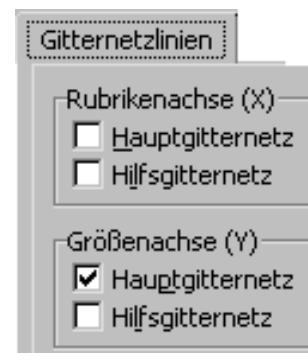 Gitternetzlinien
Rubrikenachse (X)
Hauptgitternetz
Hilfsgitternetz
Größenachse (Y)
Hauptgitternetz
Hilfsgitternetz